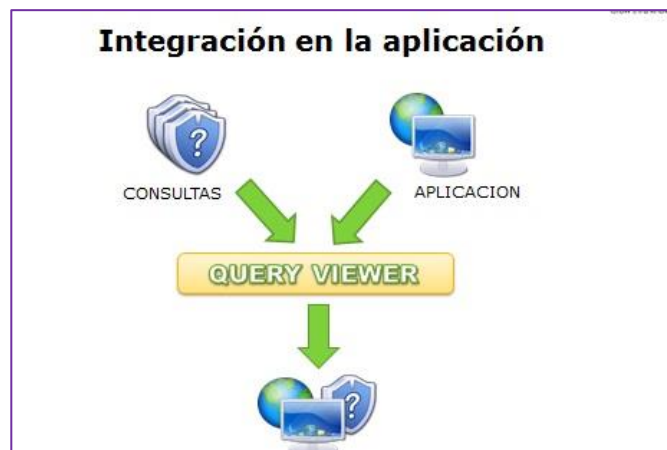 Integración en la aplicación
CONSULTAS
APLICACION
QUERY VIEWER